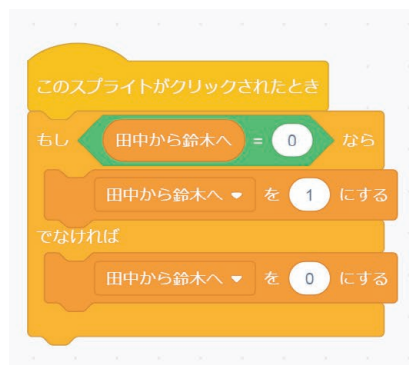 このスプライトがクリックされたとき
もし 田中から鈴木へ = 0 なら
田中から鈴木へ を 1 にする
でなければ
田中から鈴木へ を 0 にする